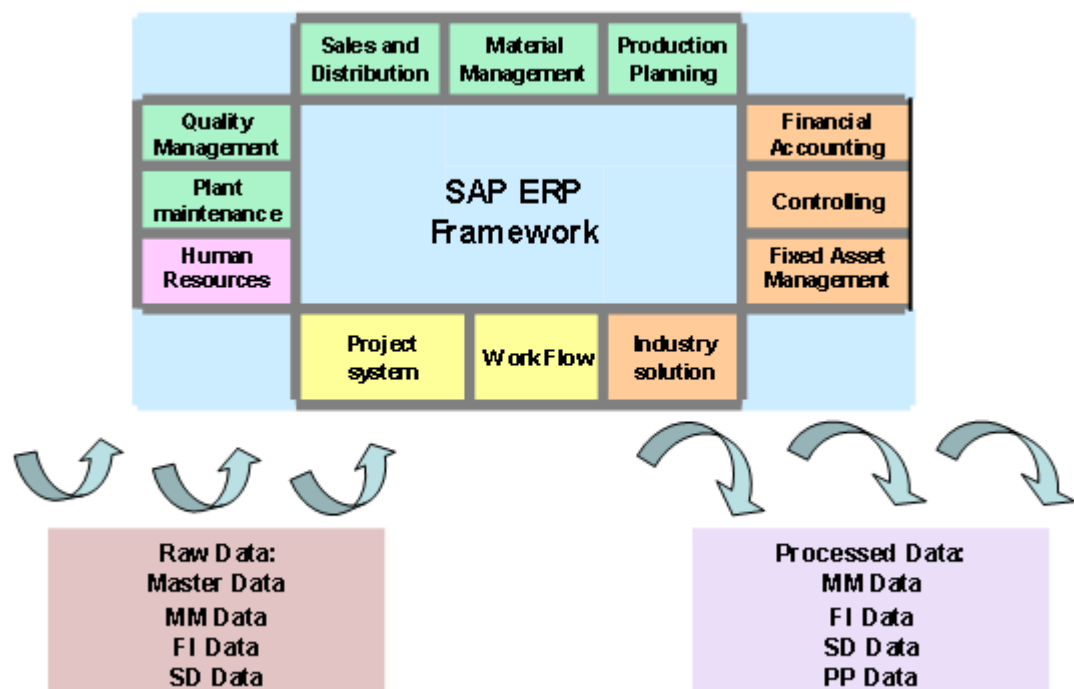 Sales and
Distribution
Material
Management
Production
Planning
Quality
Management
Plant
maintenance
Human
Resources
SAP ERP
Framework
Financial
Accounting
Controlling
Fixed Asset
Management
Project
system
WorkFlow
Industry
solution
Raw Data:
Master Data
MM Data
FI Data
SD Data
Processed Data:
MM Data
FI Data
SD Data
PP Data